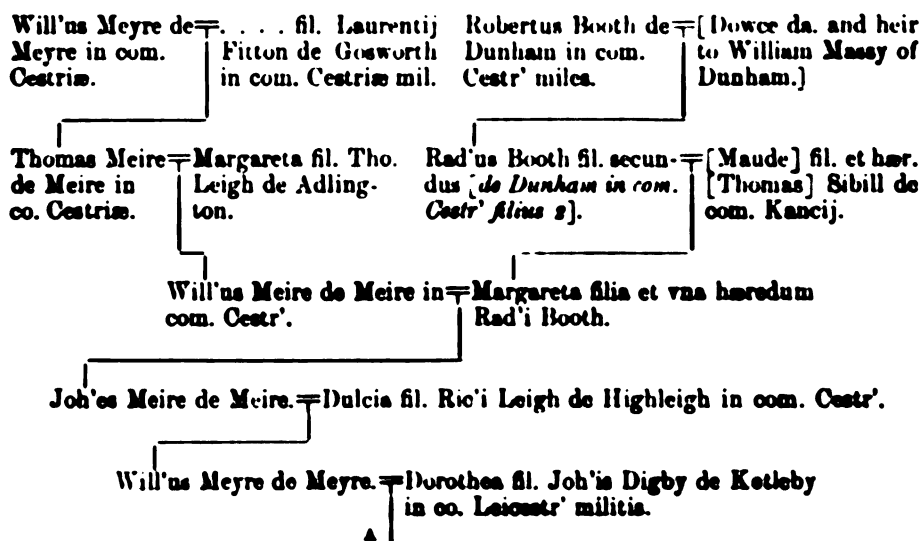 Will'us Meyre de
Meyre in com.
Cestriæ.
. . . . fil. Laurentij
Fitton de Gosworth
in com. Cestriæ mil.
Robertus Booth de
Dunham in com.
Cestr' miles.
[Dowce da. and heir
to William Massy of
Dunham.]
Thomas Meire
de Meire in
co. Cestriæ.
Margareta fil. Tho.
Leigh de Adling-
ton.
Rad'us Booth fil. secun-
dus [de Dunham in com.
Cestr' filius 2].
[Maude] fil. et hær.
[Thomas] Sibill de
com. Kancij.
Will'us Meire de Meire in
com. Cestr'.
Margareta filia et vna hæredum
Rad'i Booth.
Joh'es Meire de Meire.
Dulcia fil. Ric'i Leigh de Highleigh in com. Cestr'.
Will'us Meyre de Meyre.
Dorothea fil. Joh'is Digby de Ketleby
in co. Leicestr' militis.
A